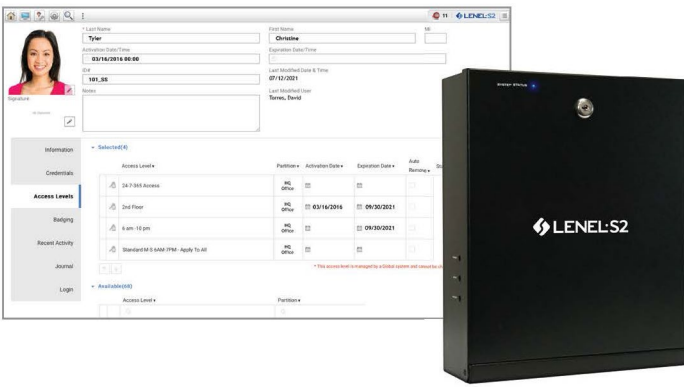 11 LENEL·S2
* Last Name First Name MI
Tyler Christine
Activation Date/Time Expiration Date/Time
03/16/2016 00:00
ID# Last Modified Date & Time
101_SS 07/12/2021
Notes Last Modified User
Torres, David
Signature
Information
Credentials
Access Levels
Badging
Recent Activity
Journal
Login
Selected(4)
Access Level Partition Activation Date Expiration Date Auto Remove
24-7-365 Access HQ Office
2nd Floor HQ Office 03/16/2016 09/30/2021
6 am -10 pm HQ Office 09/30/2021
Standard M-S 6AM-7PM - Apply To All HQ Office
* This access level is managed by a Global system and cannot be
Available(60)
Access Level Partition
LENEL·S2